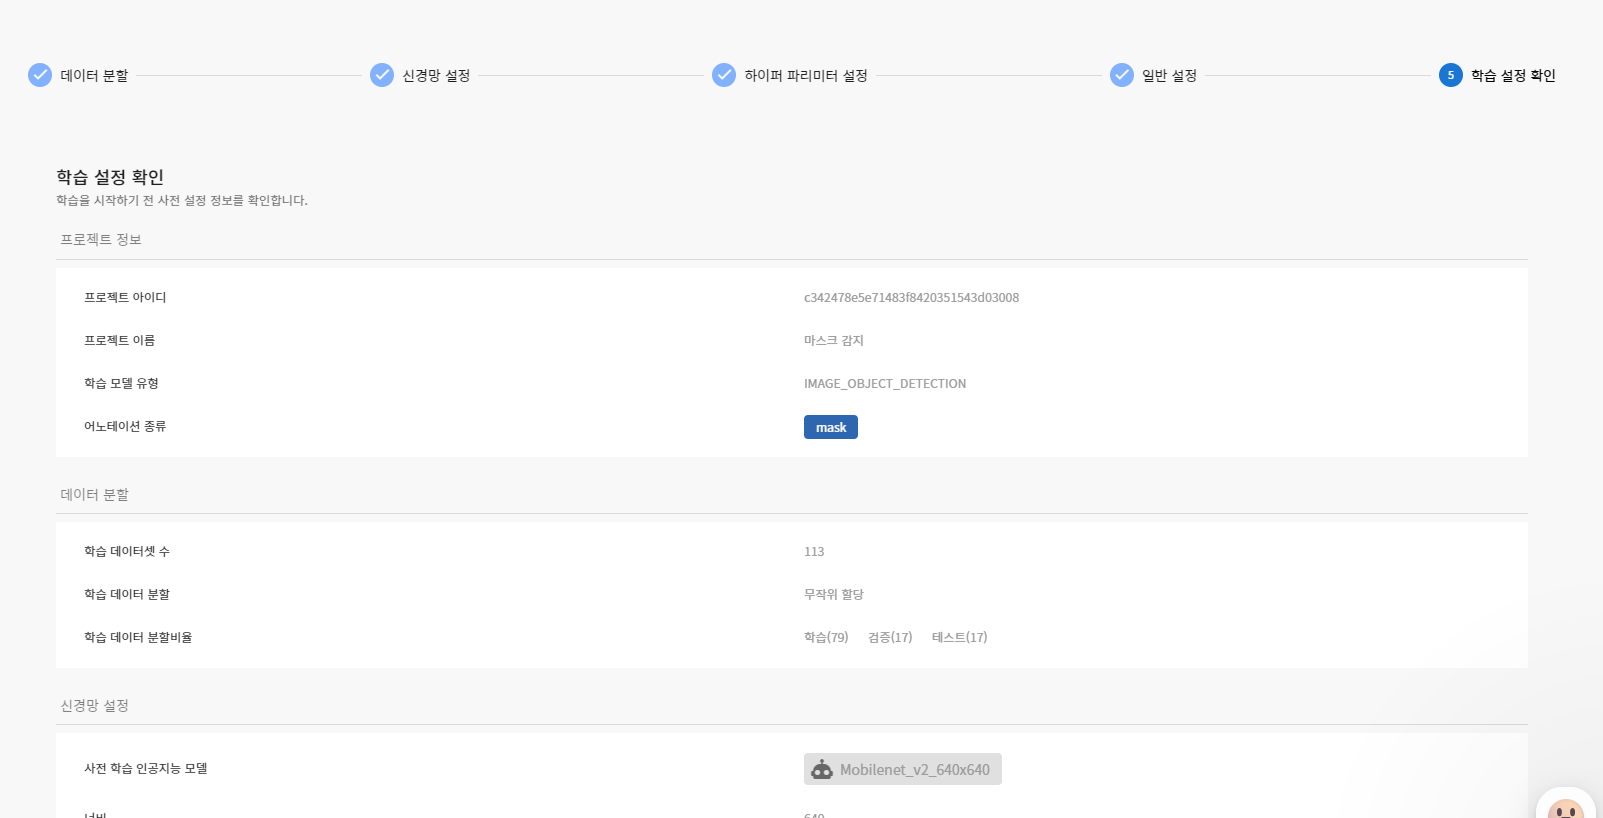 데이터 분할
신경망 설정
하이퍼 파리미터 설정
일반 설정
5 학습 설정 확인
학습 설정 확인
학습을 시작하기 전 사전 설정 정보를 확인합니다.
프로젝트 정보
프로젝트 아이디 c342478e5e71483f8420351543d03008
프로젝트 이름 마스크 감지
학습 모델 유형 IMAGE_OBJECT_DETECTION
어노테이션 종류 mask
데이터 분할
학습 데이터셋 수 113
학습 데이터 분할 무작위 할당
학습 데이터 분할비율 학습(79) 검증(17) 테스트(17)
신경망 설정
사전 학습 인공지능 모델 Mobilenet_v2_640x640